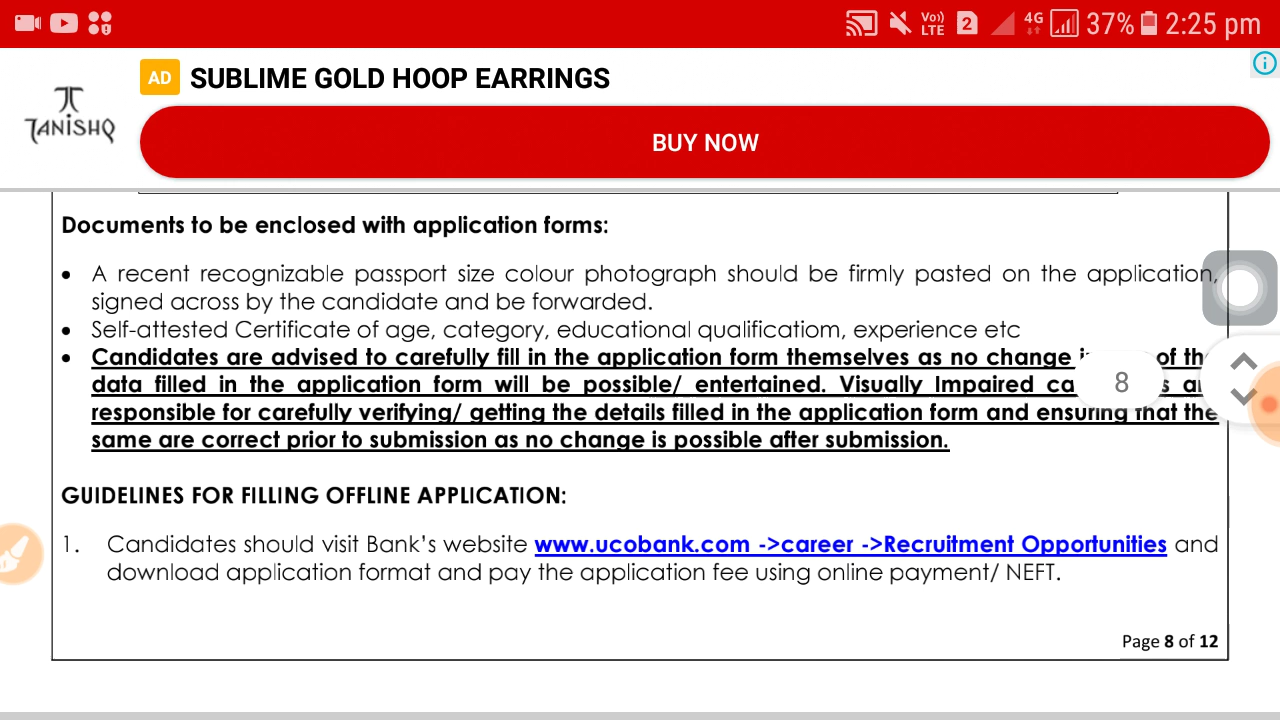 Vo)) LTE 2 4G 37% 2:25 pm
TANISHQ
AD SUBLIME GOLD HOOP EARRINGS
BUY NOW
Documents to be enclosed with application forms:
• A recent recognizable passport size colour photograph should be firmly pasted on the application,
signed across by the candidate and be forwarded.
• Self-attested Certificate of age, category, educational qualificatiom, experience etc
• Candidates are advised to carefully fill in the application form themselves as no change of the
data filled in the application form will be possible/ entertained. Visually Impaired
8
responsible for carefully verifying/ getting the details filled in the application form and ensuring that the
same are correct prior to submission as no change is possible after submission.
GUIDELINES FOR FILLING OFFLINE APPLICATION:
1. Candidates should visit Bank's website www.ucobank.com ->career ->Recruitment Opportunities and
download application format and pay the application fee using online payment/ NEFT.
Page 8 of 12